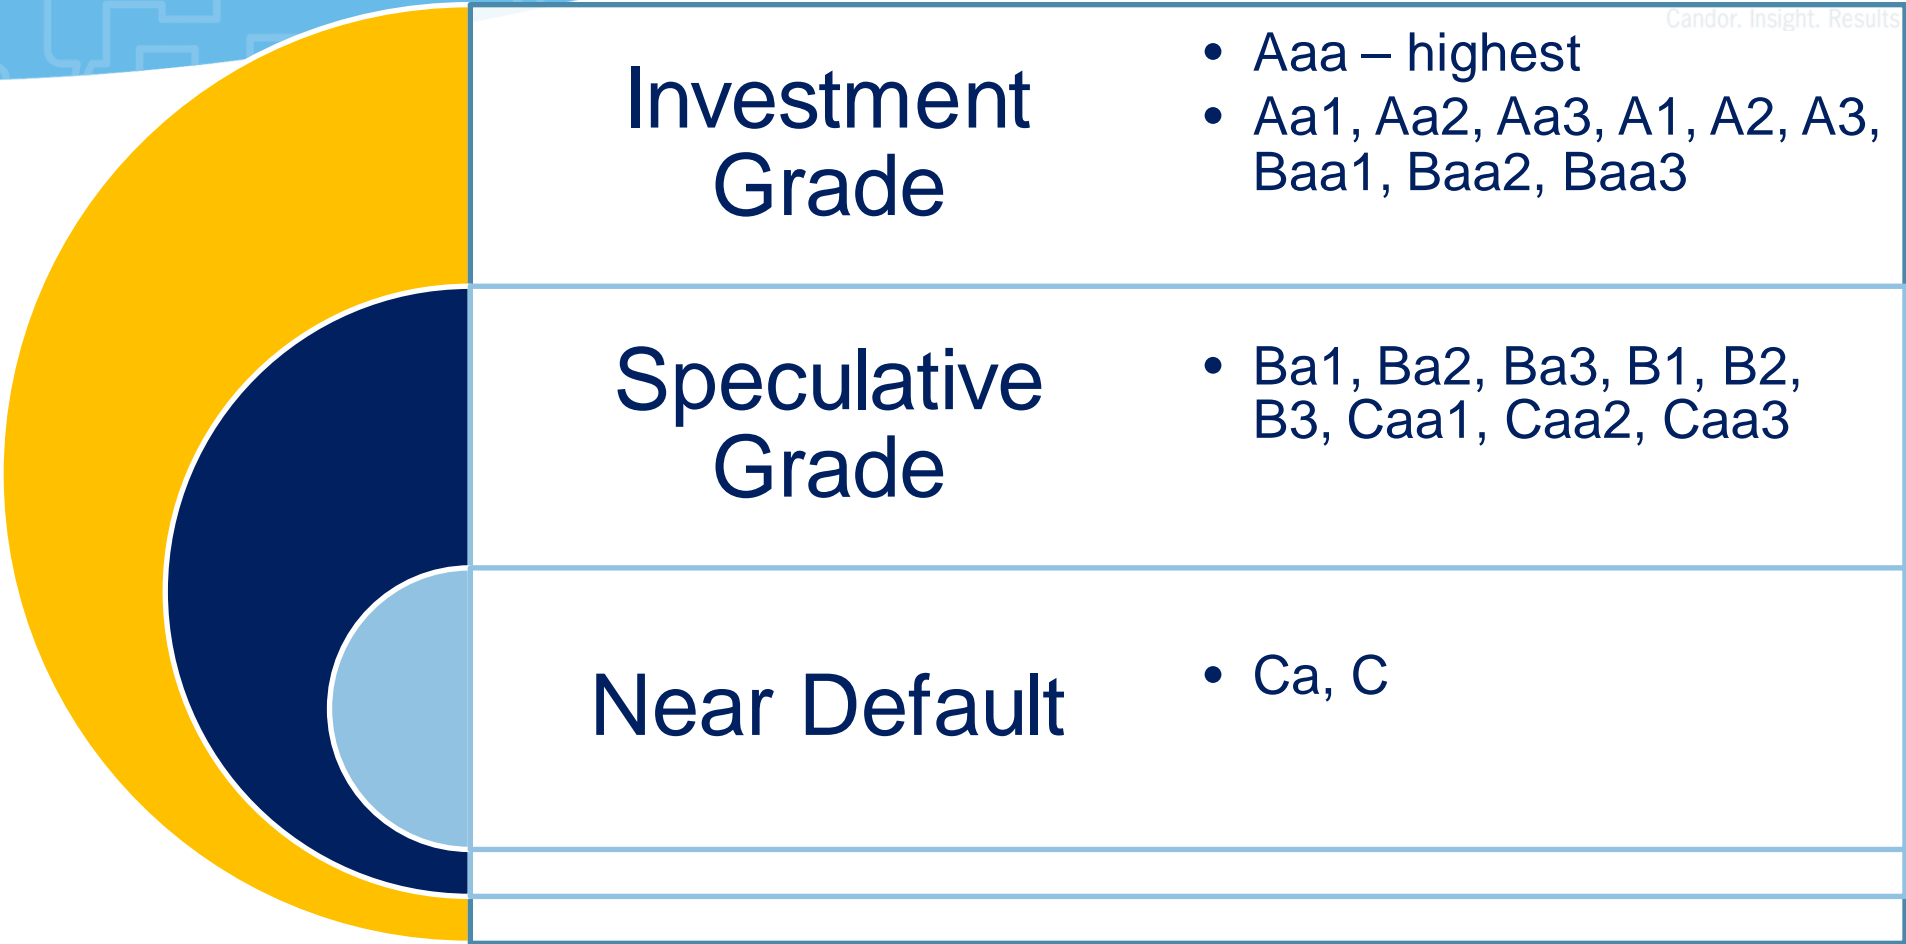 Candor. Insight. Results
Investment
Grade
• Aaa – highest
• Aa1, Aa2, Aa3, A1, A2, A3,
Baa1, Baa2, Baa3
Speculative
Grade
• Ba1, Ba2, Ba3, B1, B2,
B3, Caa1, Caa2, Caa3
Near Default
• Ca, C